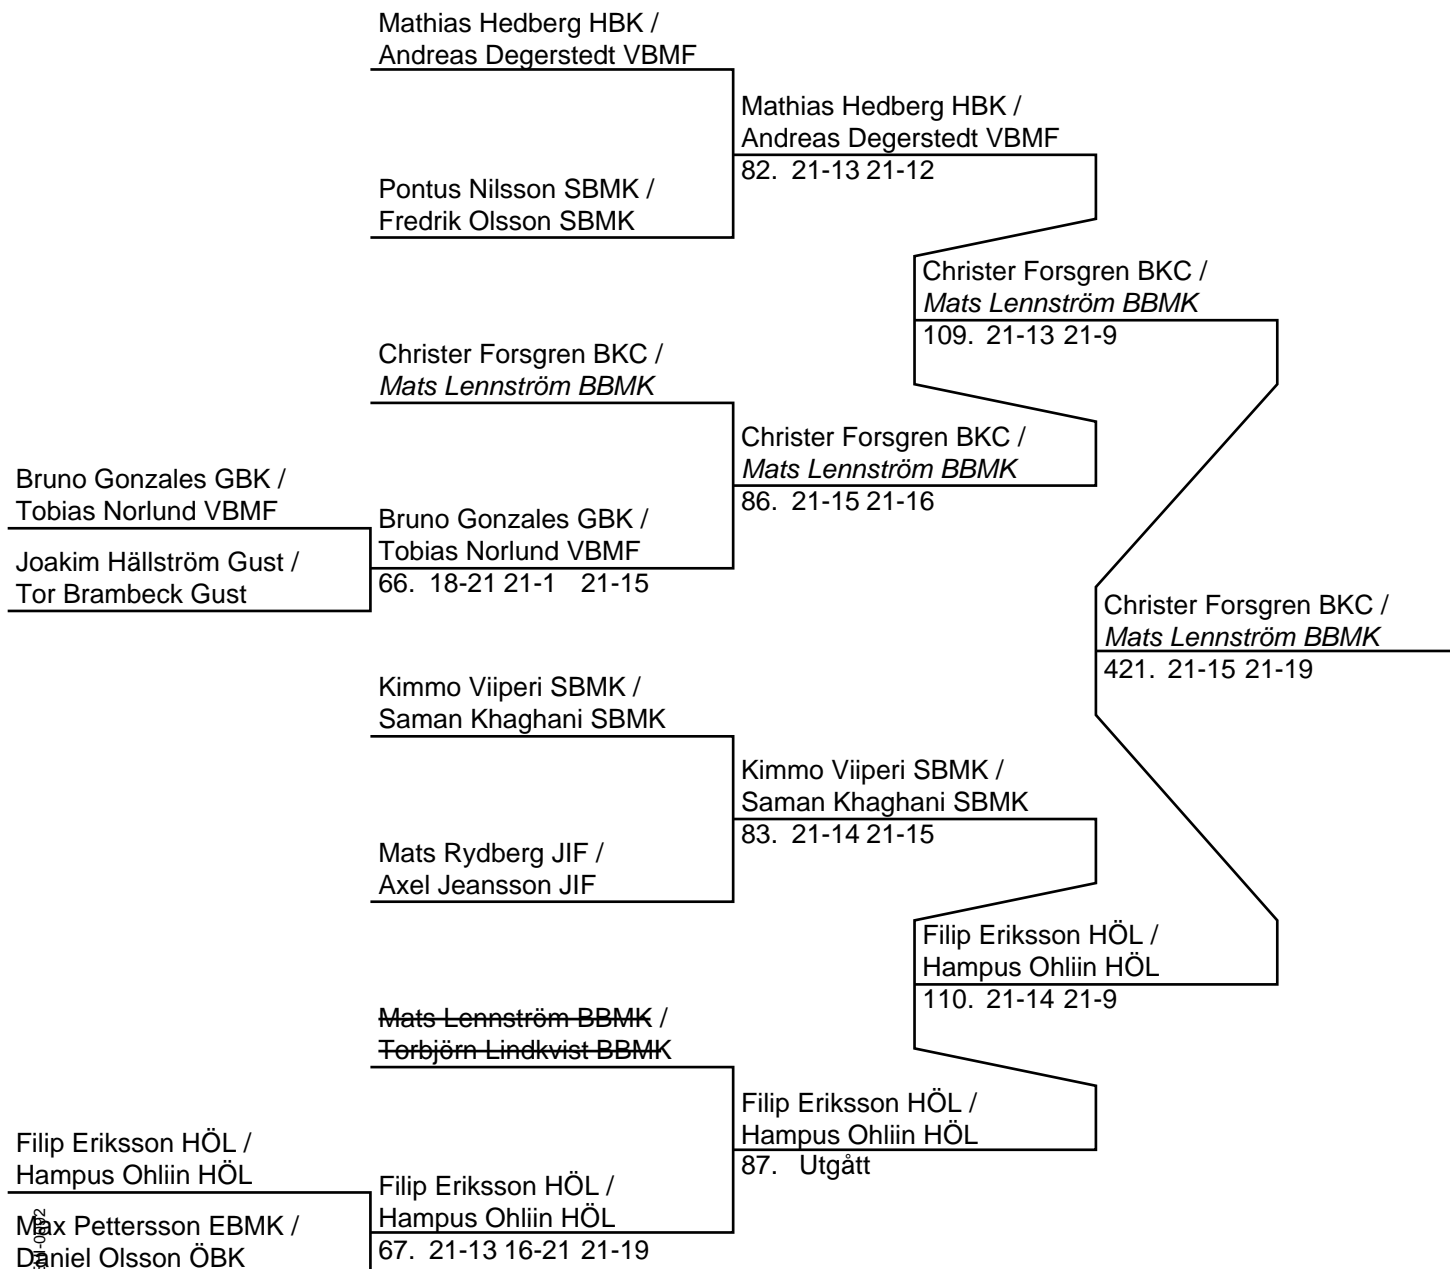 Mathias Hedberg HBK /
Andreas Degerstedt VBMF
Mathias Hedberg HBK /
Andreas Degerstedt VBMF
82. 21-13 21-12
Pontus Nilsson SBMK /
Fredrik Olsson SBMK
Christer Forsgren BKC /
Mats Lennström BBMK
109. 21-13 21-9
Christer Forsgren BKC /
Mats Lennström BBMK
Christer Forsgren BKC /
Mats Lennström BBMK
86. 21-15 21-16
Bruno Gonzales GBK /
Tobias Norlund VBMF
Bruno Gonzales GBK /
Tobias Norlund VBMF
66. 18-21 21-1 21-15
Joakim Hällström Gust /
Tor Brambeck Gust
Christer Forsgren BKC /
Mats Lennström BBMK
421. 21-15 21-19
Kimmo Viiperi SBMK /
Saman Khaghani SBMK
Kimmo Viiperi SBMK /
Saman Khaghani SBMK
83. 21-14 21-15
Mats Rydberg JIF /
Axel Jeansson JIF
Filip Eriksson HÖL /
Hampus Ohliin HÖL
110. 21-14 21-9
Mats Lennström BBMK /
Torbjörn Lindkvist BBMK
Filip Eriksson HÖL /
Hampus Ohliin HÖL
87. Utgått
Filip Eriksson HÖL /
Hampus Ohliin HÖL
Filip Eriksson HÖL /
Hampus Ohliin HÖL
67. 21-13 16-21 21-19
Max Pettersson EBMK /
Daniel Olsson ÖBK